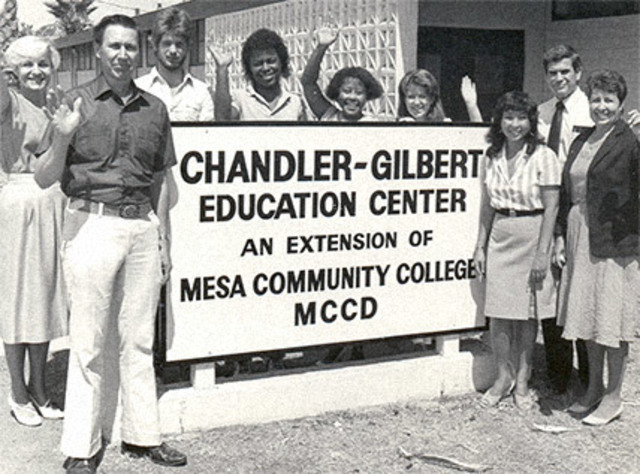 CHANDLER-GILBERT
EDUCATION CENTER
AN EXTENSION OF
MESA COMMUNITY COLLEGE
MCCD